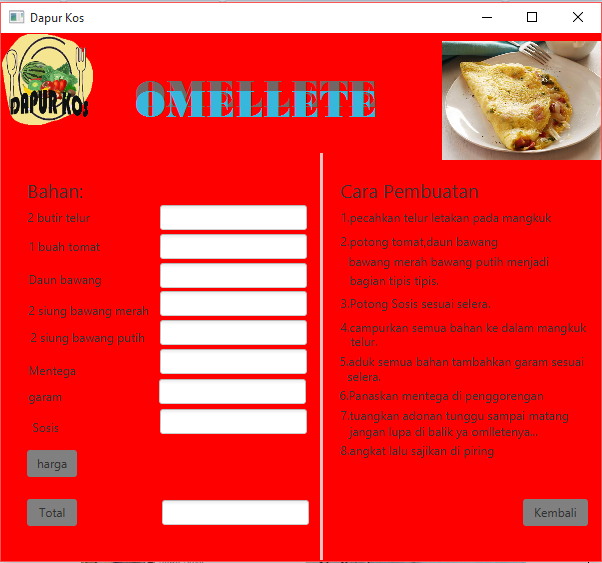 Dapur Kos
DAPUR KOS
OMELLETE
Bahan:
2 butir telur
1 buah tomat
Daun bawang
2 siung bawang merah
2 siung bawang putih
Mentega
garam
Sosis
harga
Total
Cara Pembuatan
1.pecahkan telur letakan pada mangkuk
2.potong tomat,daun bawang
bawang merah bawang putih menjadi
bagian tipis tipis.
3.Potong Sosis sesuai selera.
4.campurkan semua bahan ke dalam mangkuk
telur.
5.aduk semua bahan tambahkan garam sesuai
selera.
6.Panaskan mentega di penggorengan
7.tuangkan adonan tunggu sampai matang
jangan lupa di balik ya omlletenya...
8.angkat lalu sajikan di piring
Kembali